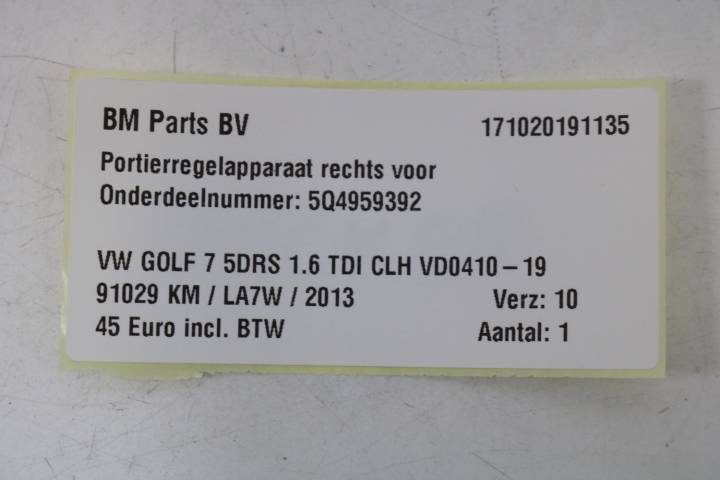 BM Parts BV 171020191135
Portierregelapparaat rechts voor
Onderdeelnummer: 5Q4959392
VW GOLF 7 5DRS 1.6 TDI CLH VD0410-19
91029 KM / LA7W / 2013 Verz: 10
45 Euro incl. BTW Aantal: 1